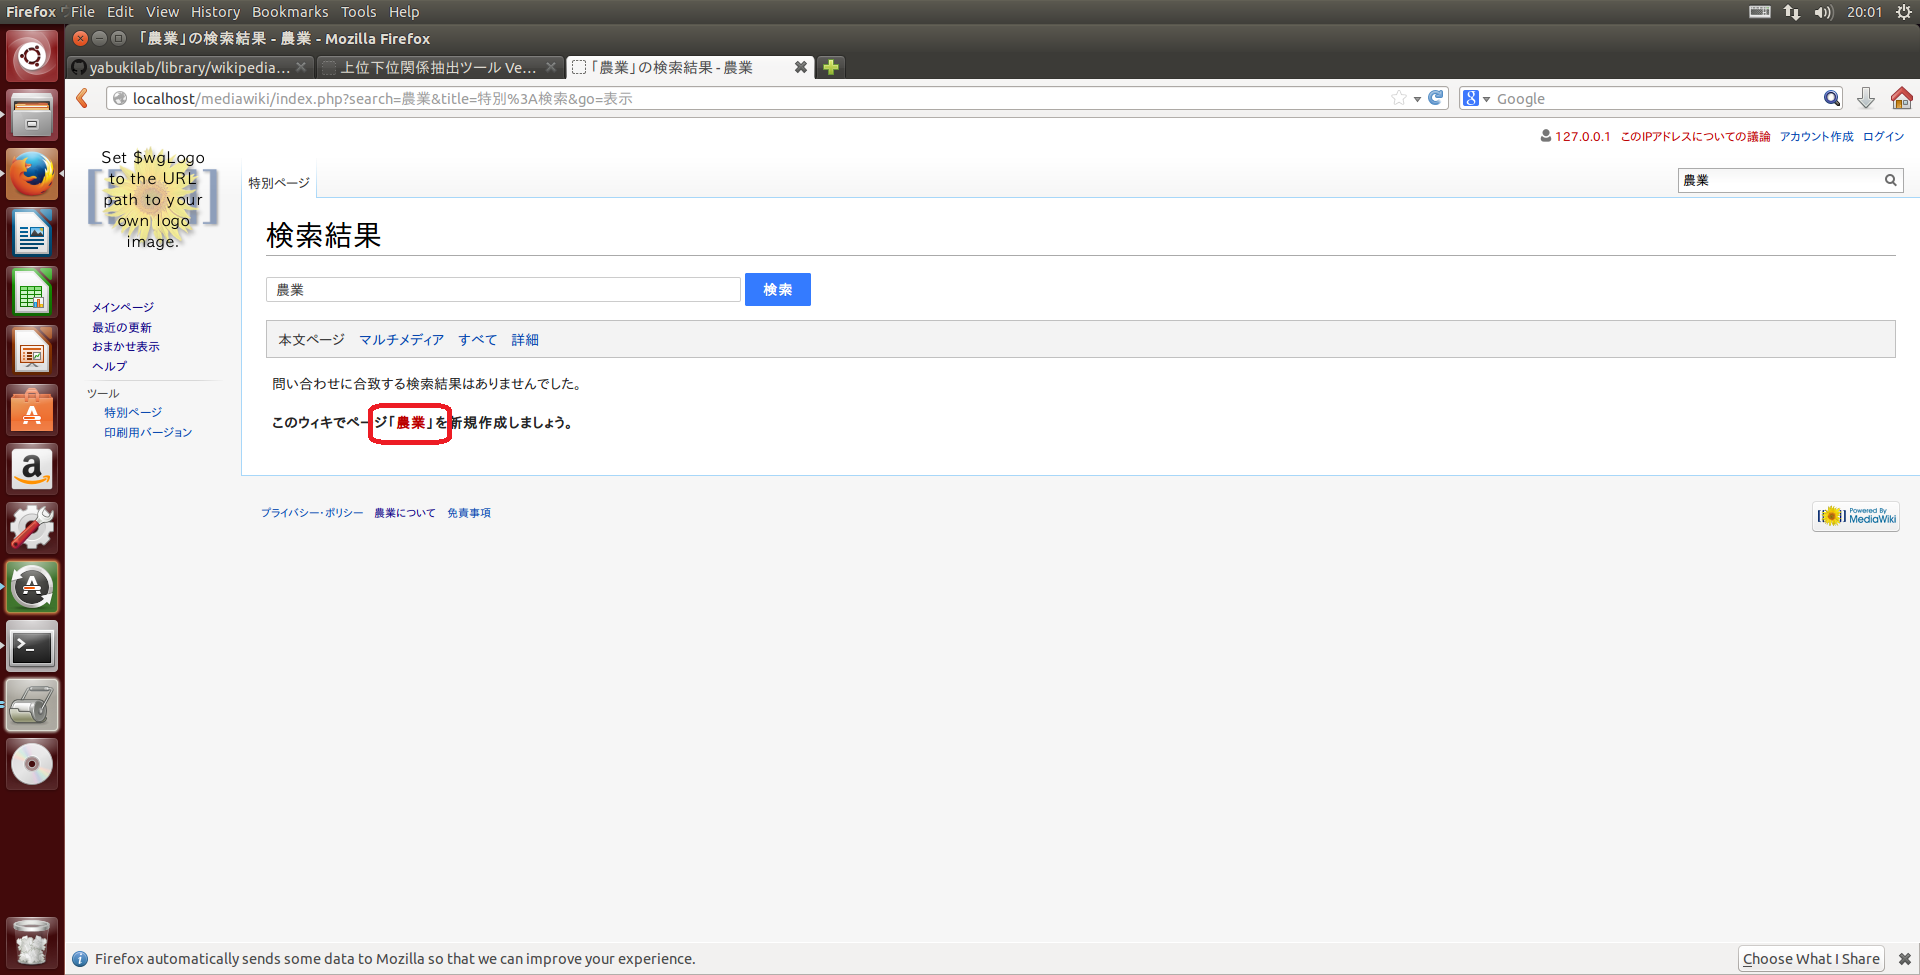 Firefox File Edit View History Bookmarks Tools Help 20:01
「農業」の検索結果 - 農業 - Mozilla Firefox
yabukilab/library/wikipedia... 上位下位関係抽出ツール Ve... 「農業」の検索結果 - 農業
localhost/mediawiki/index.php?search=農業&title=特別%3A検索&go=表示 Google
127.0.0.1 このIPアドレスについての議論 アカウント作成 ログイン
Set $wgLogo
to the URL
path to your
own logo
image.
特別ページ
農業
検索結果
農業 検索
メインページ
最近の更新
おまかせ表示
ヘルプ
ツール
特別ページ
印刷用バージョン
本文ページ マルチメディア すべて 詳細
問い合わせに合致する検索結果はありませんでした。
このウィキでページ「農業」を新規作成しましょう。
プライバシー・ポリシー 農業について 免責事項
Powered By
MediaWiki
Firefox automatically sends some data to Mozilla so that we can improve your experience. Choose What I Share